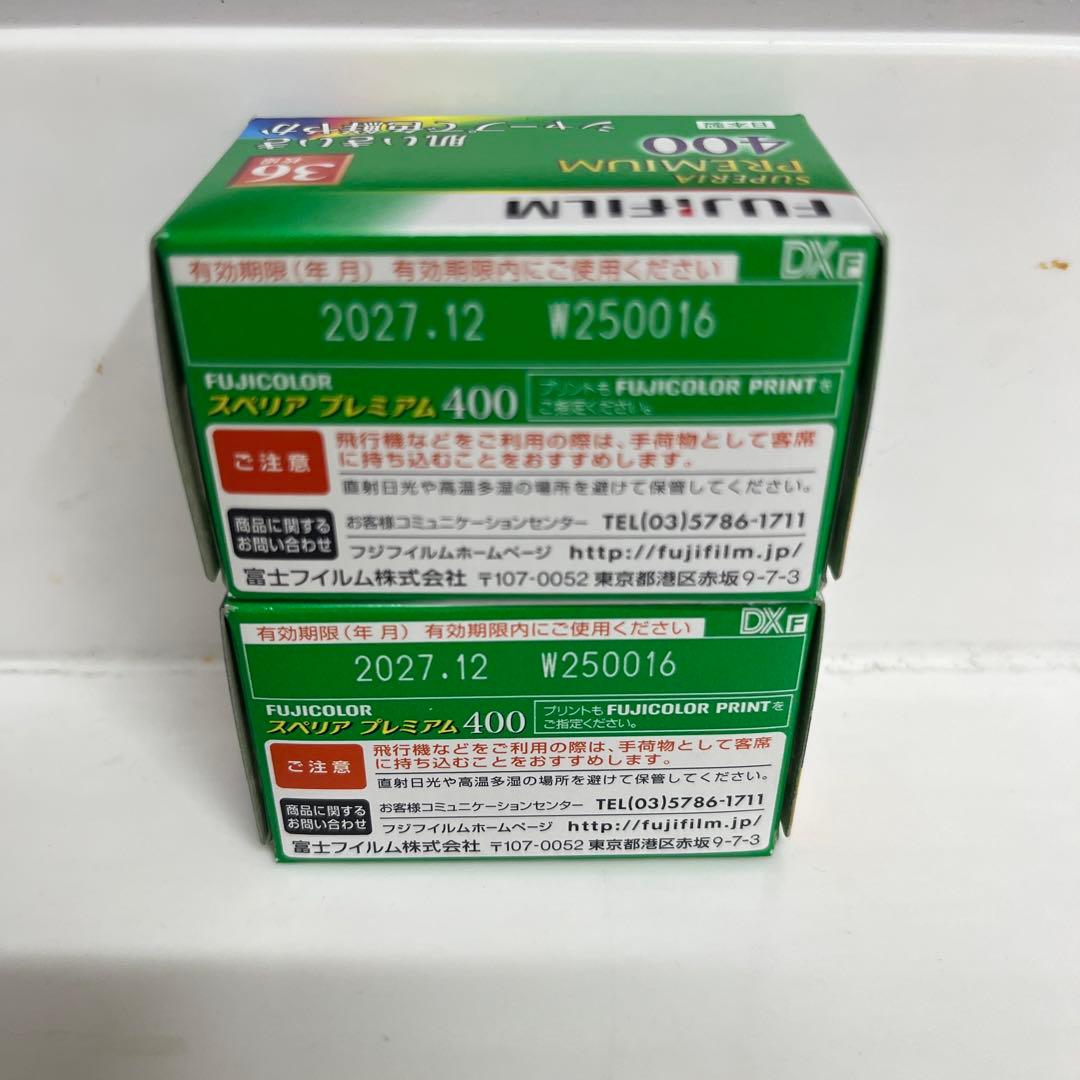 肌いきいき
シャープで色鮮やか
36
枚撮
日本製
400
PREMIUM
SUPERIA
FUJIFILM
有効期限(年 月) 有効期限内にご使用ください
DX F
2027.12 W250016
FUJICOLOR
スペリア プレミアム 400
プリントも FUJICOLOR PRINT を
ご指定ください。
ご注意
飛行機などをご利用の際は、手荷物として客席
に持ち込むことをおすすめします。
直射日光や高温多湿の場所を避けて保管してください。
商品に関する
お問い合わせ
お客様コミュニケーションセンター TEL(03)5786-1711
フジフイルムホームページ http://fujifilm.jp/
富士フイルム株式会社 〒107-0052 東京都港区赤坂9-7-3
有効期限(年 月) 有効期限内にご使用ください
DX F
2027.12 W250016
FUJICOLOR
スペリア プレミアム 400
プリントも FUJICOLOR PRINT を
ご指定ください。
ご注意
飛行機などをご利用の際は、手荷物として客席
に持ち込むことをおすすめします。
直射日光や高温多湿の場所を避けて保管してください。
商品に関する
お問い合わせ
お客様コミュニケーションセンター TEL(03)5786-1711
フジフイルムホームページ http://fujifilm.jp/
富士フイルム株式会社 〒107-0052 東京都港区赤坂9-7-3